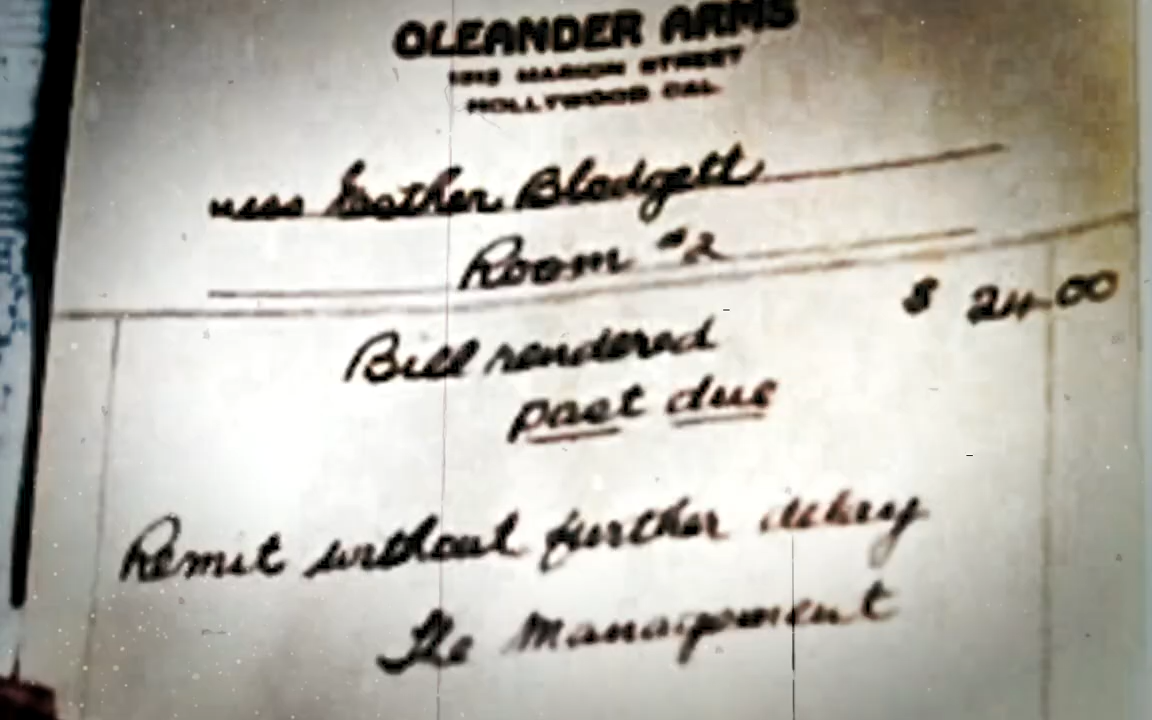 OLEANDER ARMS
MARION STREET
HOLLYWOOD CAL.
Miss Esther Blodgett
Room #2
$ 24.00
Bill rendered
past due
Remit without further delay
The Management